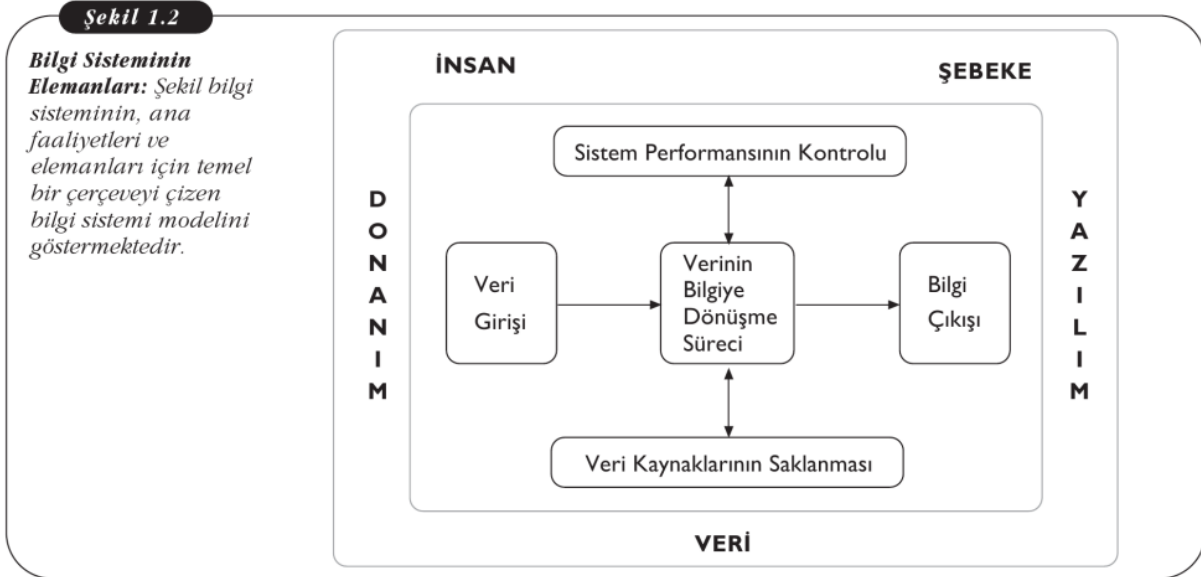 Şekil 1.2
Bilgi Sisteminin
Elemanları: Şekil bilgi
sisteminin, ana
faaliyetleri ve
elemanları için temel
bir çerçeveyi çizen
bilgi sistemi modelini
göstermektedir.
İNSAN
ŞEBEKE
DONANIM
YAZILIM
VERİ
Sistem Performansının Kontrolu
Veri
Girişi
Verinin
Bilgiye
Dönüşme
Süreci
Bilgi
Çıkışı
Veri Kaynaklarının Saklanması